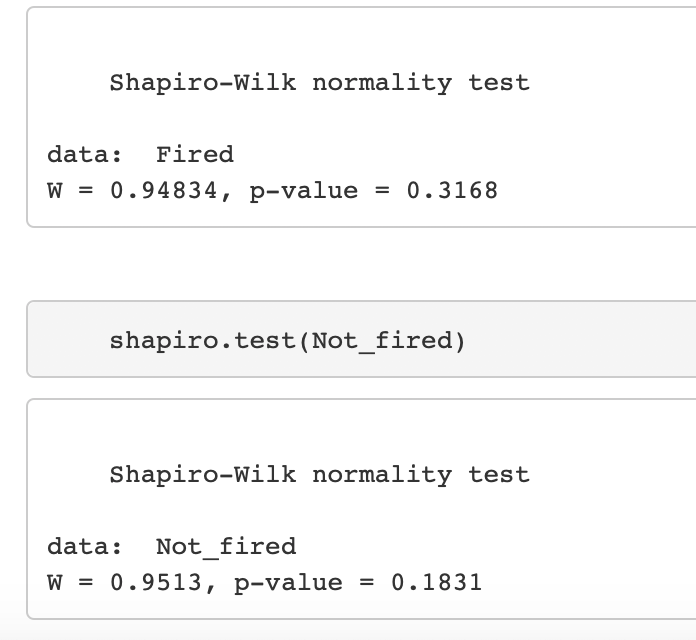 Shapiro-Wilk normality test
data:  Fired
W = 0.94834, p-value = 0.3168
shapiro.test(Not_fired)
Shapiro-Wilk normality test
data:  Not_fired
W = 0.9513, p-value = 0.1831